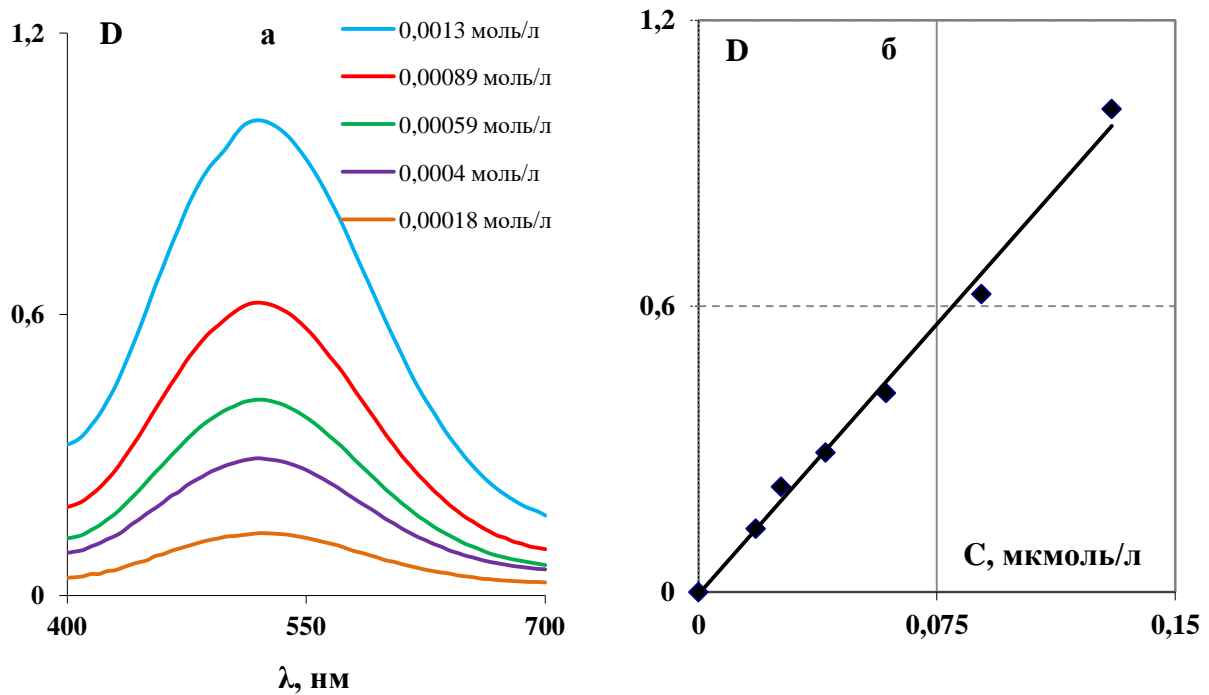 D
а
1,2
0,6
0
400
550
700
λ, нм
0,0013 моль/л
0,00089 моль/л
0,00059 моль/л
0,0004 моль/л
0,00018 моль/л
D
б
1,2
0,6
0
0
0,075
0,15
С, мкмоль/л